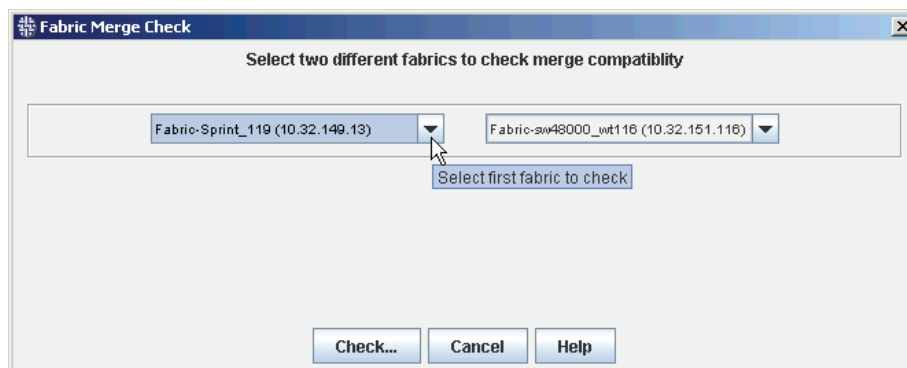 Fabric Merge Check
Select two different fabrics to check merge compatiblity
Fabric-Sprint_119 (10.32.149.13) Fabric-sw48000_wt116 (10.32.151.116)
Select first fabric to check
Check... Cancel Help